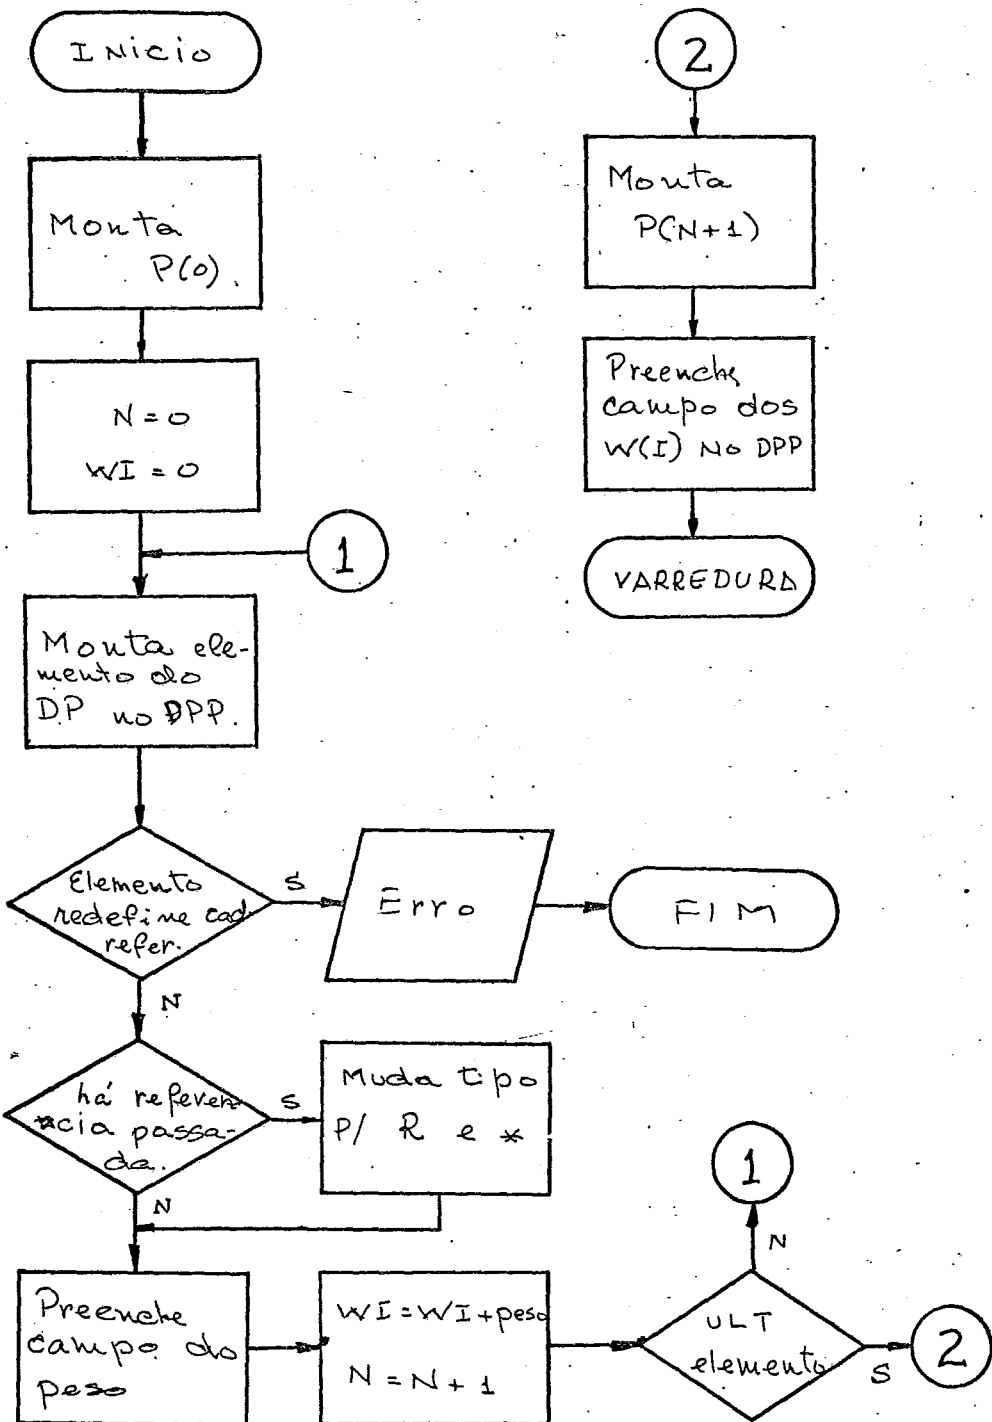 INICIO
Monta
P(0).
N = 0
WI = 0
1
Monta ele-
mento do
DP no DPP.
Elemento
redefine cad
refer.
S
Erro
FIM
N
há referen
cia passa-
da.
S
Muda tipo
P/ R e *
N
Preenche
campo do
peso
WI = WI + peso
N = N + 1
ULT
elemento
N
1
S
2
2
Monta
P(N+1)
Preenche
campo dos
W(I) NO DPP
VARREDURA